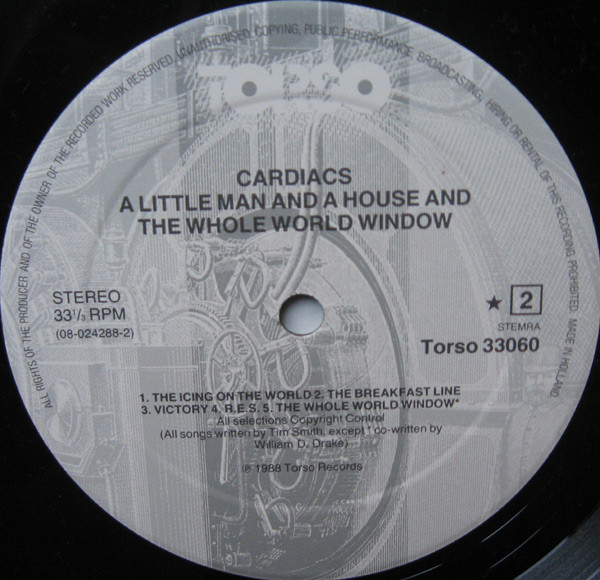 ALL RIGHTS OF THE PRODUCER AND OF THE OWNER OF THE RECORDED WORK RESERVED. UNAUTHORISED COPYING, PUBLIC PERFORMANCE, BROADCASTING, HIRING OR RENTAL OF THIS RECORDING PROHIBITED. MADE IN HOLLAND
TORSO
CARDIACS
A LITTLE MAN AND A HOUSE AND
THE WHOLE WORLD WINDOW
STEREO
33⅓ RPM
(08-024288-2)
★ 2
STEMRA
Torso 33060
1. THE ICING ON THE WORLD 2. THE BREAKFAST LINE
3. VICTORY 4. R.E.S. 5. THE WHOLE WORLD WINDOW*
All selections Copyright Control
(All songs written by Tim Smith, except * co-written by
William D. Drake)
℗ 1988 Torso Records